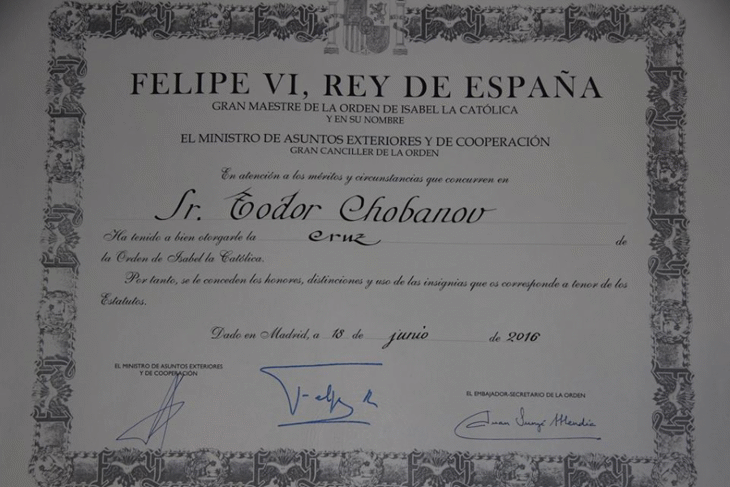 FELIPE VI, REY DE ESPAÑA
GRAN MAESTRE DE LA ORDEN DE ISABEL LA CATÓLICA
Y EN SU NOMBRE
EL MINISTRO DE ASUNTOS EXTERIORES Y DE COOPERACIÓN
GRAN CANCILLER DE LA ORDEN
En atención a los méritos y circunstancias que concurren en
Sr. Todor Chobanov
Ha tenido a bien otorgarle la cruz de
la Orden de Isabel la Católica.
Por tanto, se le conceden los honores, distinciones y uso de las insignias que os corresponde a tenor de los
Estatutos.
Dado en Madrid, a 18 de junio de 2016
EL MINISTRO DE ASUNTOS EXTERIORES
Y DE COOPERACIÓN
Felipe R
EL EMBAJADOR-SECRETARIO DE LA ORDEN
Juan